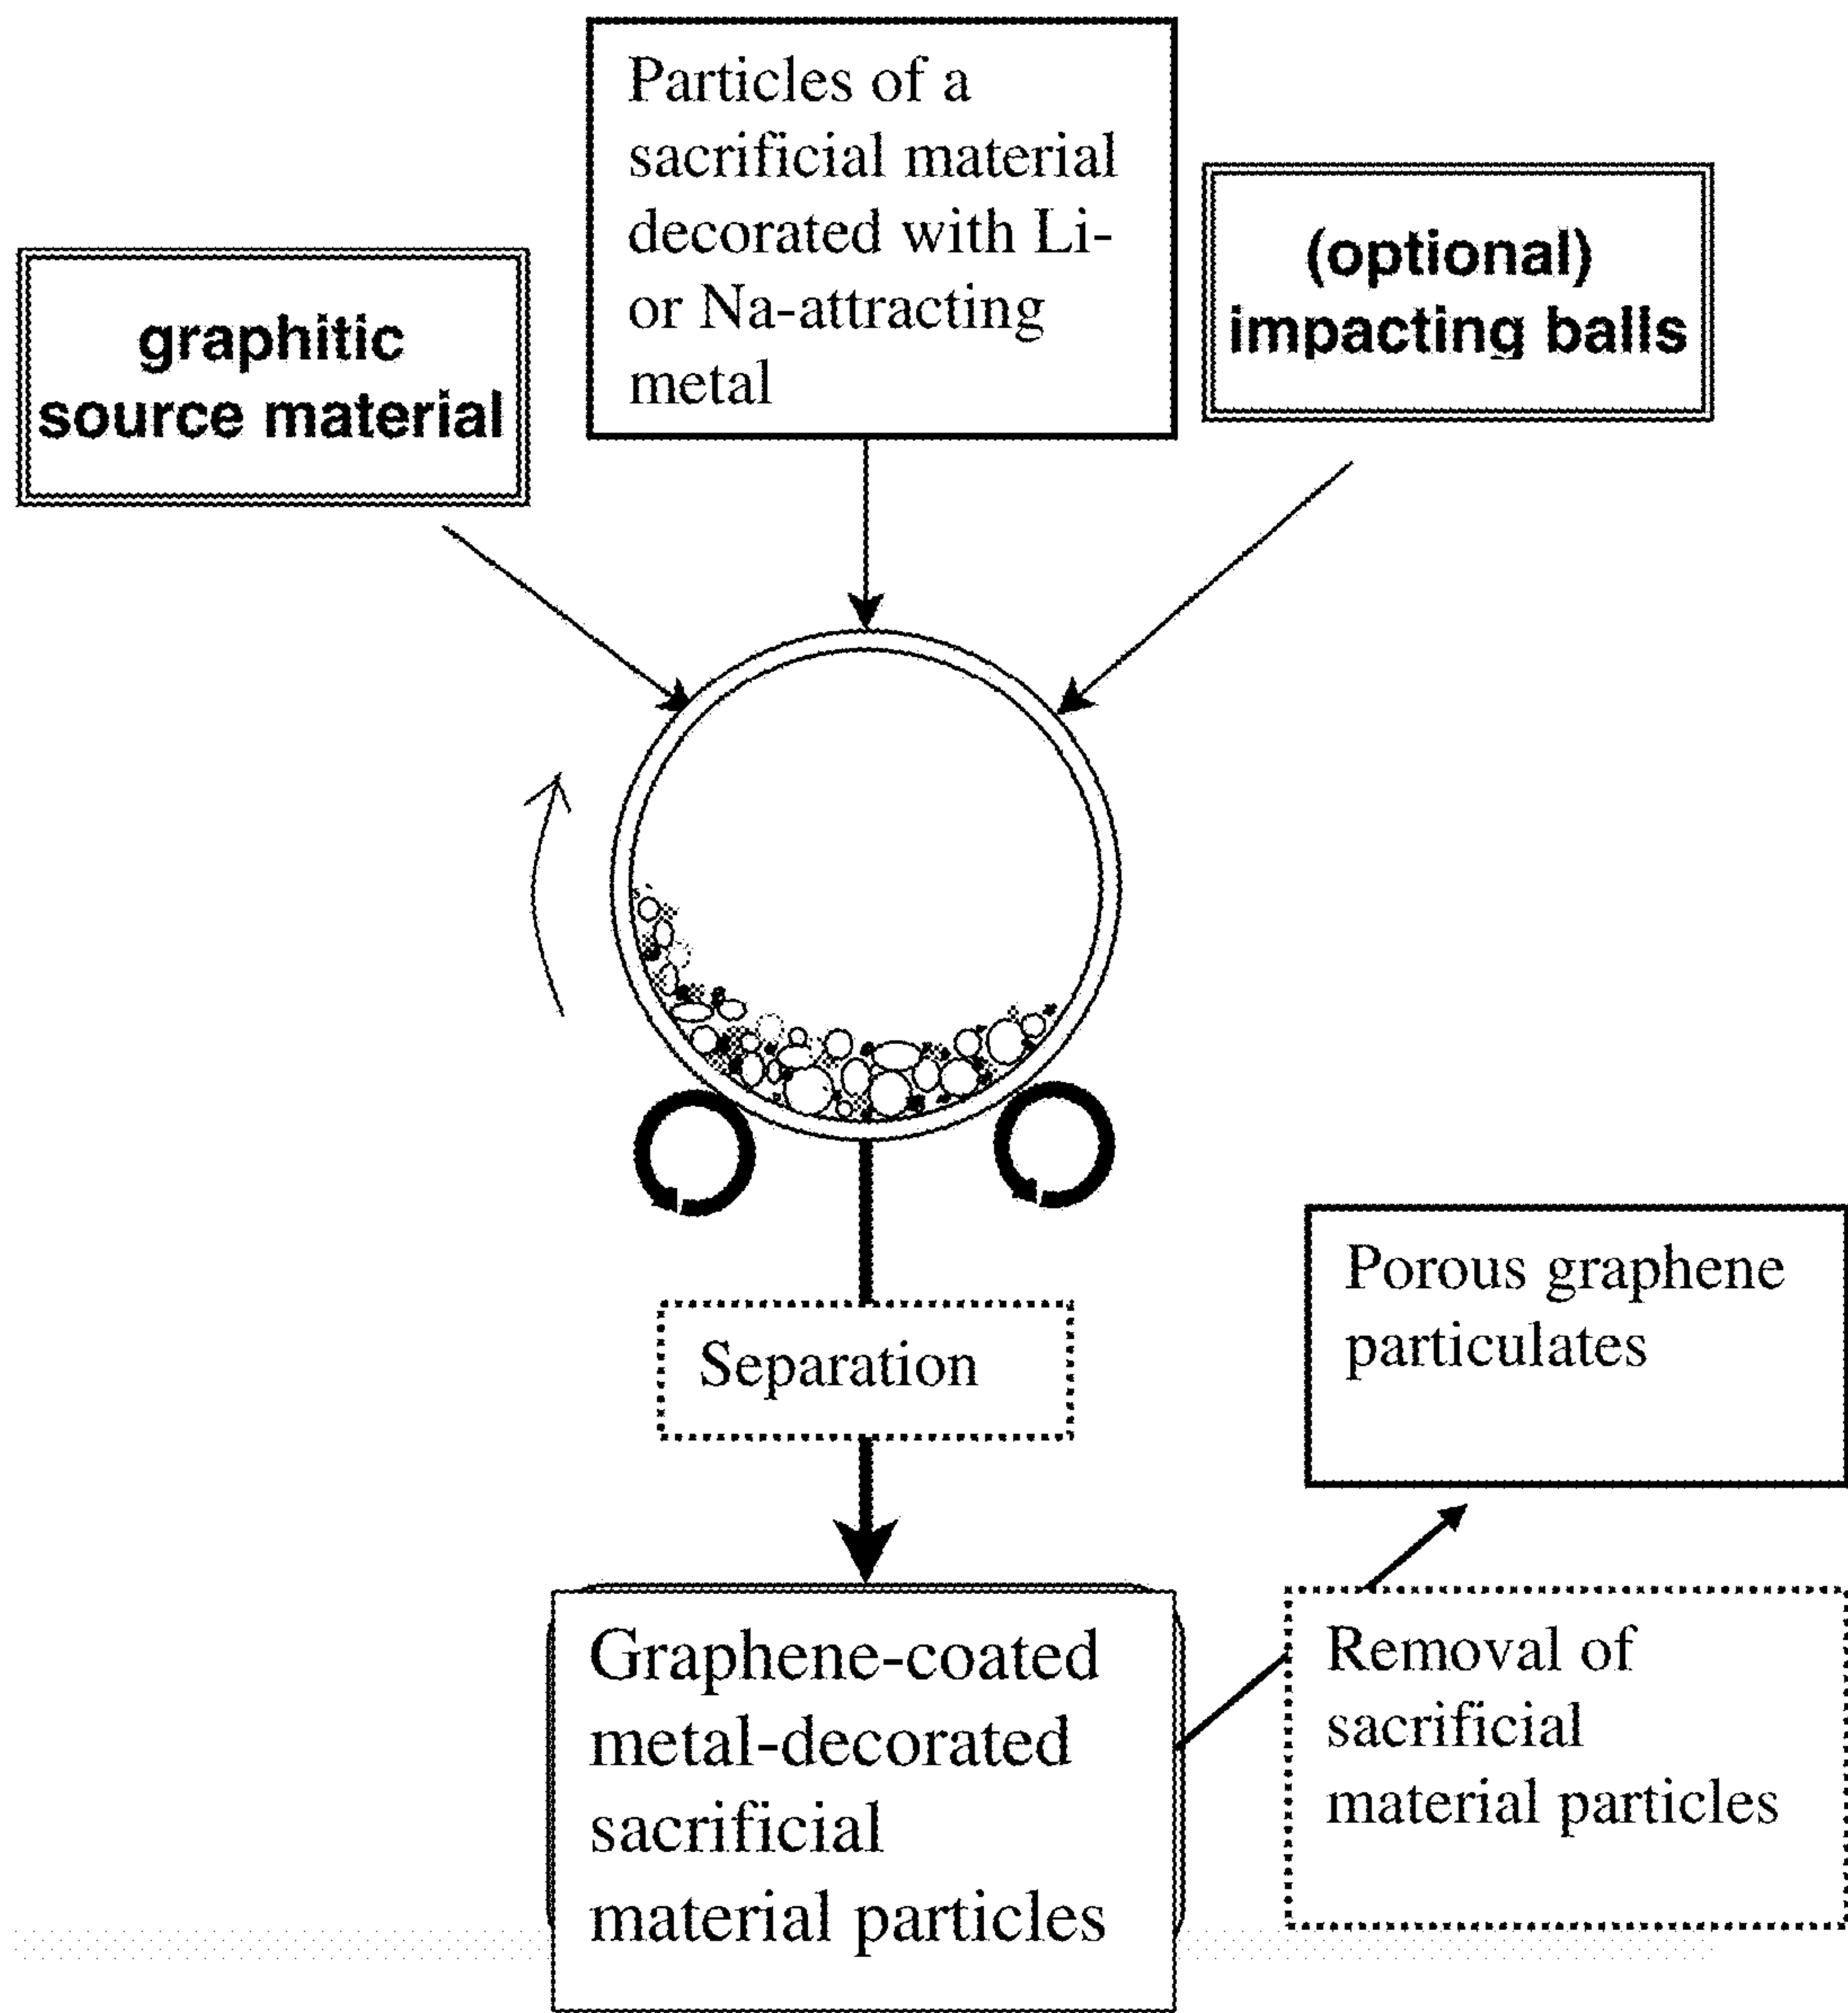 Particles of a
sacrificial material
decorated with Li-
or Na-attracting
metal
graphitic
source material
(optional)
impacting balls
Separation
Porous graphene
particulates
Graphene-coated
metal-decorated
sacrificial
material particles
Removal of
sacrificial
material particles